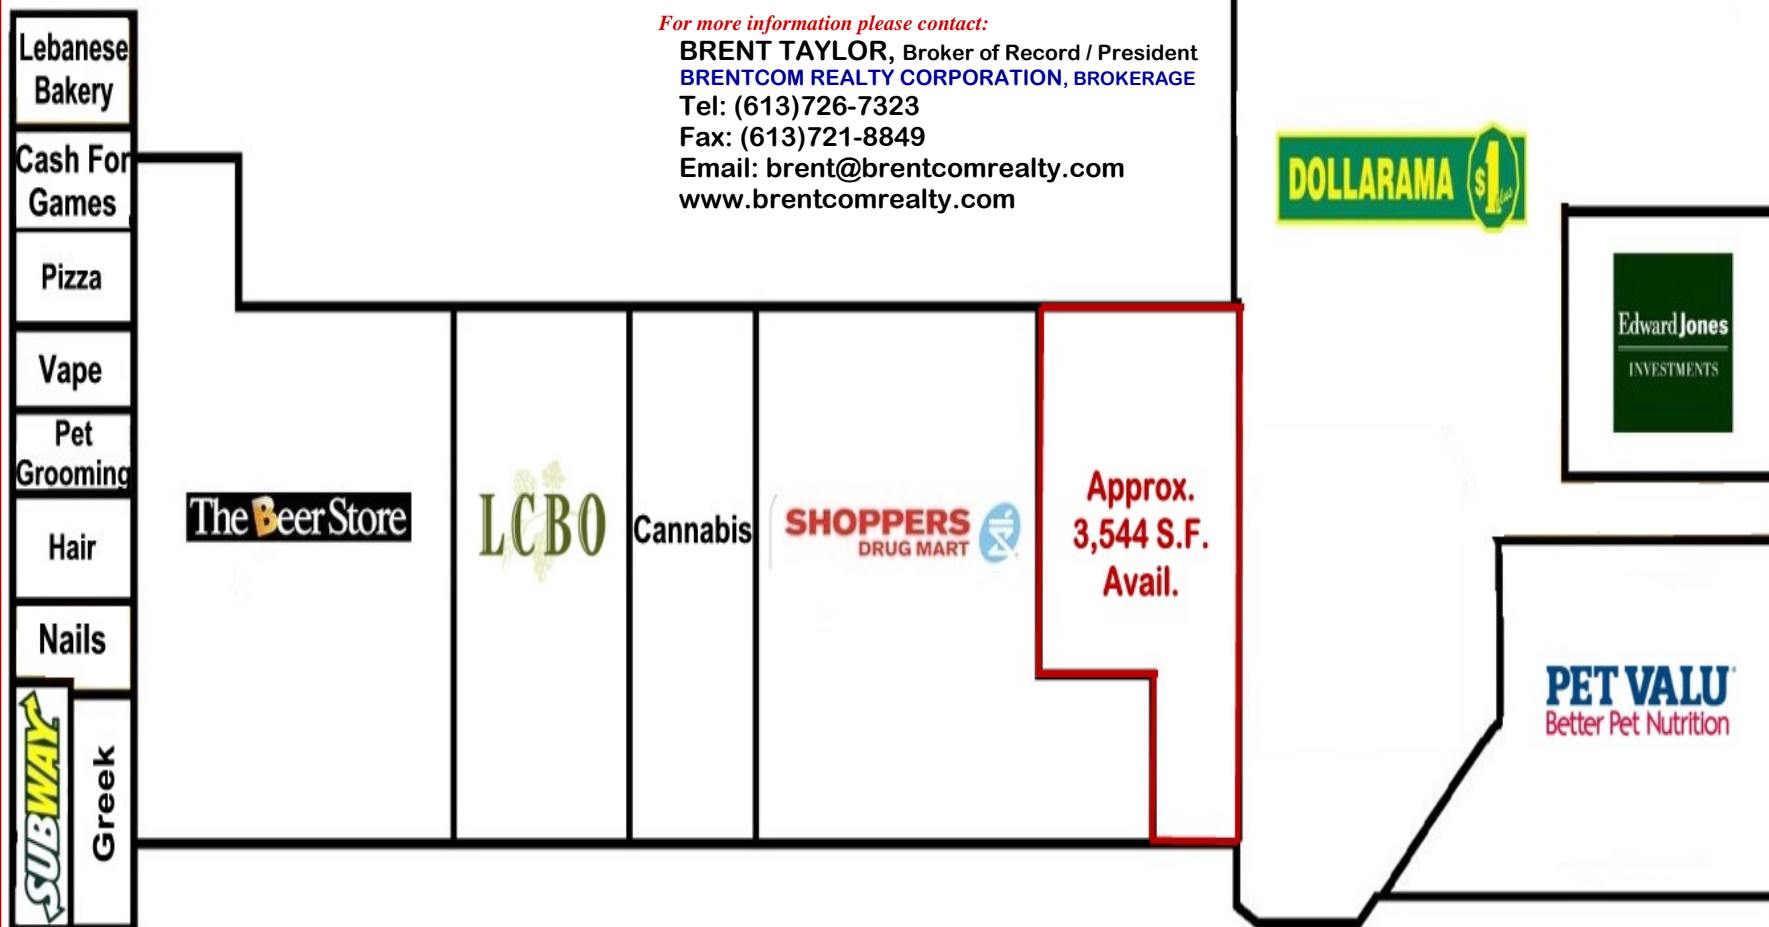 For more information please contact:
BRENT TAYLOR, Broker of Record / President
BRENTCOM REALTY CORPORATION, BROKERAGE
Tel: (613)726-7323
Fax: (613)721-8849
Email: brent@brentcomrealty.com
www.brentcomrealty.com
Lebanese
Bakery
Cash For
Games
Pizza
Vape
Pet
Grooming
Hair
Nails
SUBWAY
Greek
The Beer Store
LCBO
Cannabis
SHOPPERS
DRUG MART
Approx.
3,544 S.F.
Avail.
DOLLARAMA $1 plus
Edward Jones
INVESTMENTS
PET VALU
Better Pet Nutrition